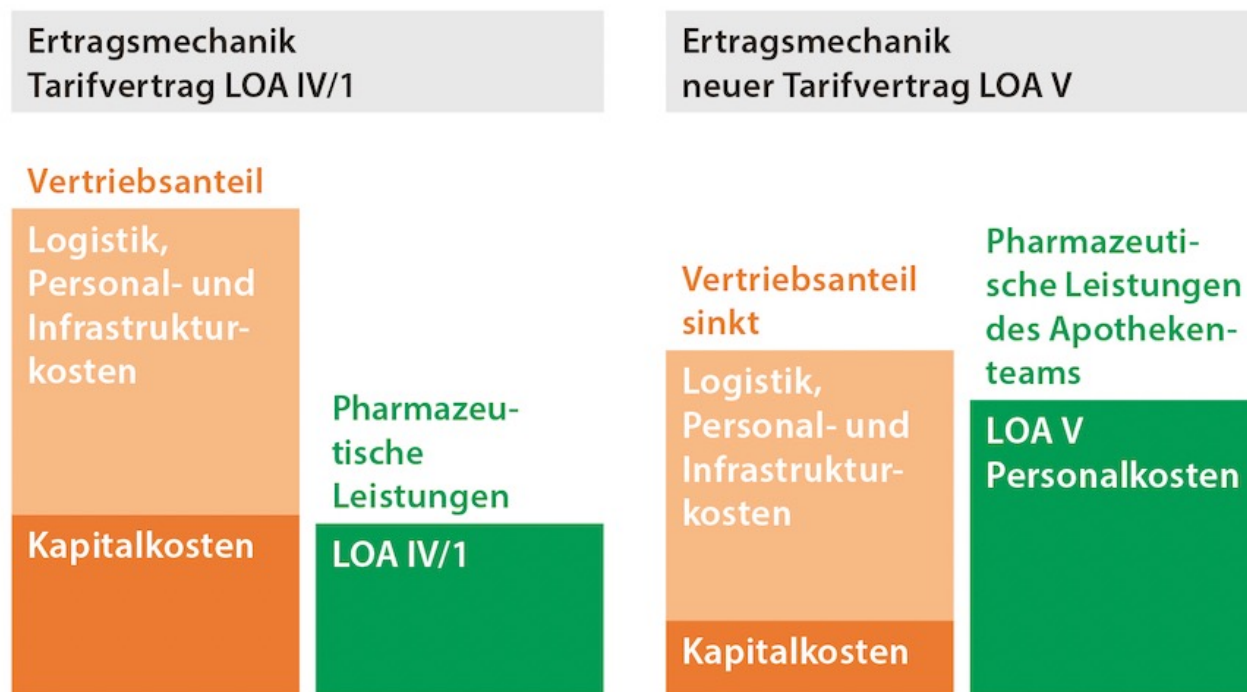 Ertragsmechanik
Tarifvertrag LOA IV/1
Vertriebsanteil
Logistik,
Personal- und
Infrastruktur-
kosten
Kapitalkosten
Pharmazeu-
tische
Leistungen
LOA IV/1
Ertragsmechanik
neuer Tarifvertrag LOA V
Vertriebsanteil
sinkt
Logistik,
Personal- und
Infrastruktur-
kosten
Kapitalkosten
Pharmazeuti-
sche Leistungen
des Apotheken-
teams
LOA V
Personalkosten